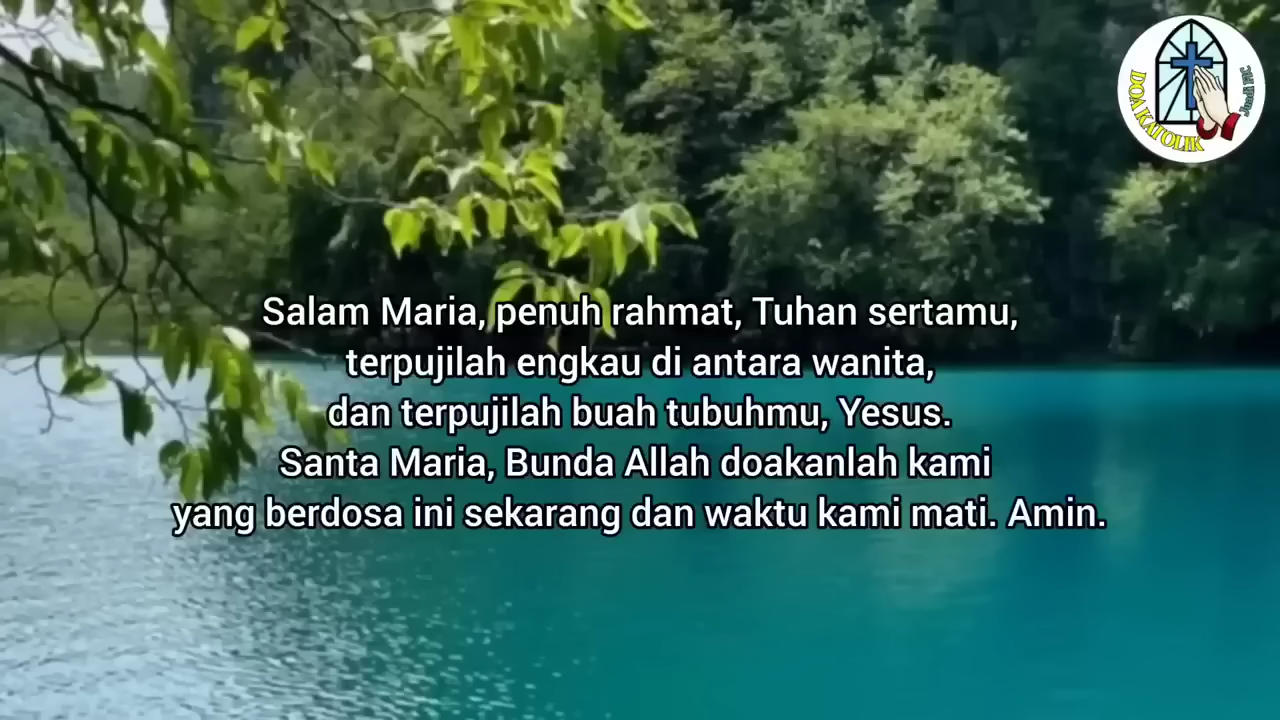 DOA KATOLIK
Salam Maria, penuh rahmat, Tuhan sertamu,
terpujilah engkau di antara wanita,
dan terpujilah buah tubuhmu, Yesus.
Santa Maria, Bunda Allah doakanlah kami
yang berdosa ini sekarang dan waktu kami mati. Amin.